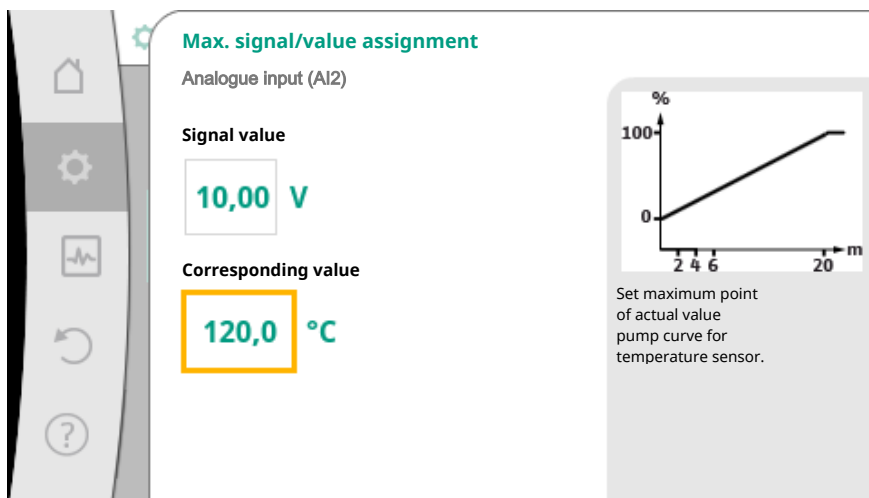 Max. signal/value assignment
Analogue input (AI2)
Signal value
10,00 V
Corresponding value
120,0 °C
%
100
0
2 4 6 20 m
Set maximum point
of actual value
pump curve for
temperature sensor.
?